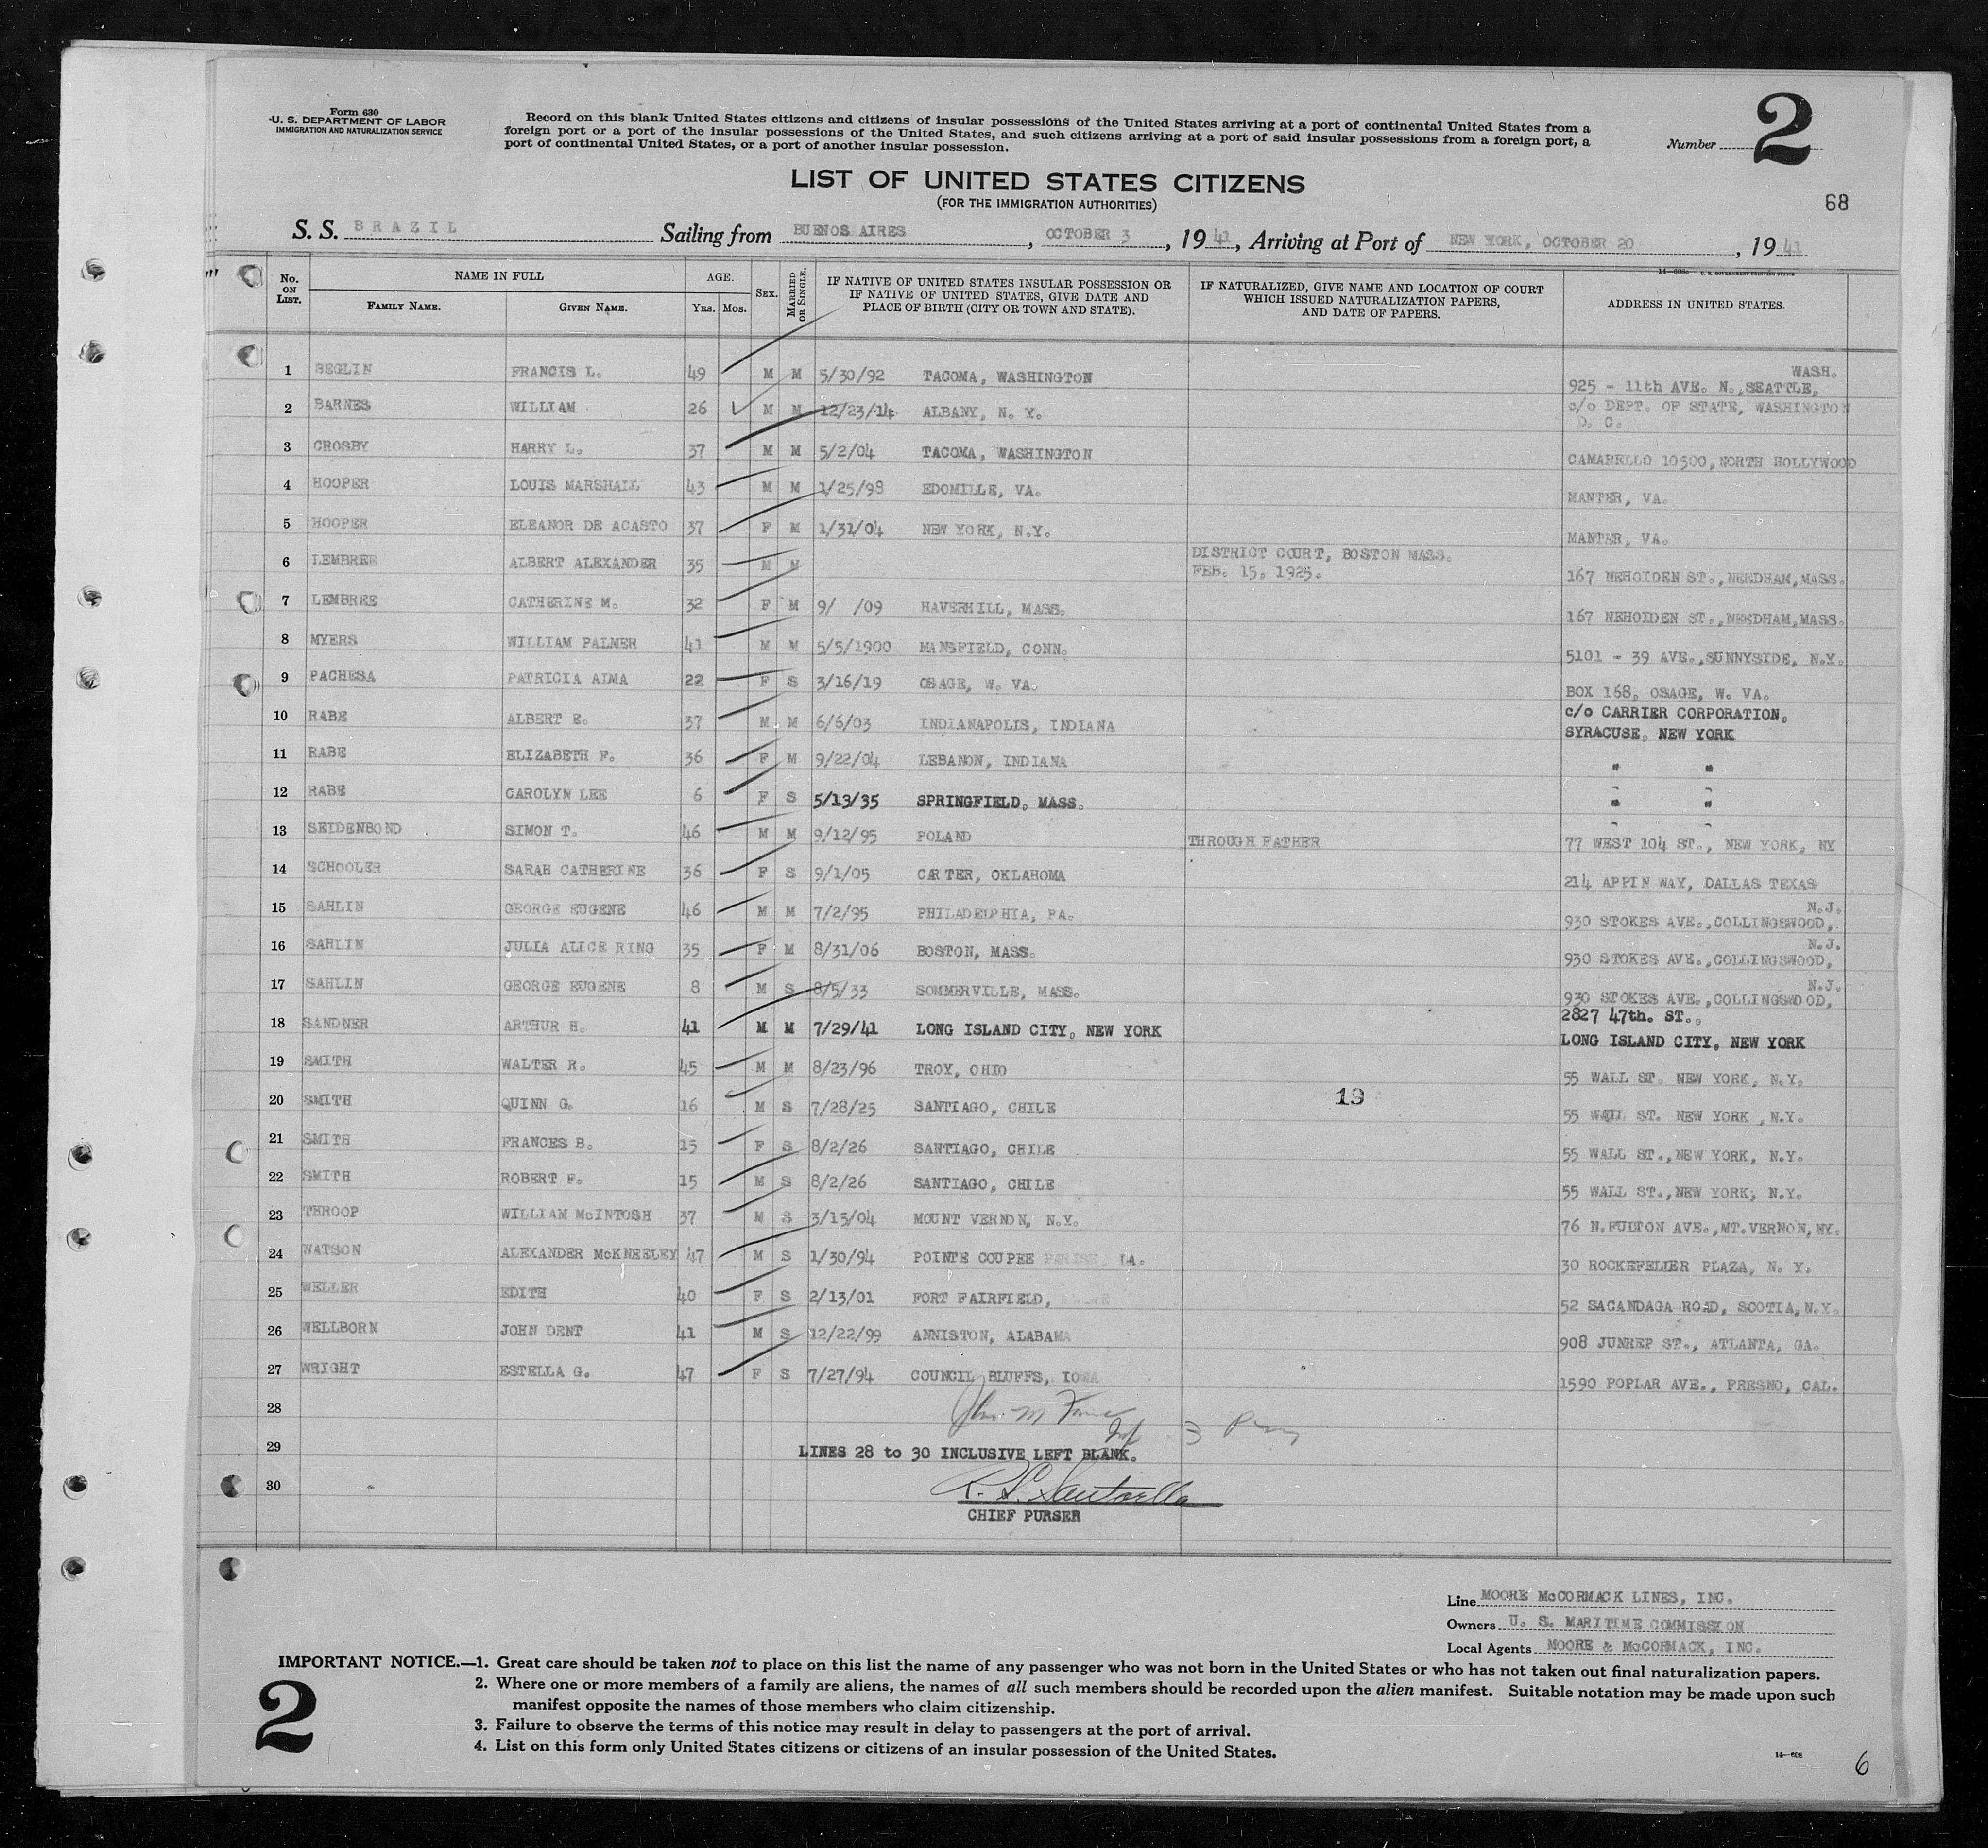 Form 630
U. S. DEPARTMENT OF LABOR
IMMIGRATION AND NATURALIZATION SERVICE
Record on this blank United States citizens and citizens of insular possessions of the United States arriving at a port of continental United States from a
foreign port or a port of the insular possessions of the United States, and such citizens arriving at a port of said insular possessions from a foreign port, a
port of continental United States, or a port of another insular possession.
Number 2
68
LIST OF UNITED STATES CITIZENS
(FOR THE IMMIGRATION AUTHORITIES)
S. S. BRAZIL Sailing from BUENOS AIRES, OCTOBER 3, 1941, Arriving at Port of NEW YORK, OCTOBER 20, 1941
No. ON LIST. NAME IN FULL FAMILY NAME. GIVEN NAME. AGE. Yrs. Mos. SEX. MARRIED OR SINGLE. IF NATIVE OF UNITED STATES INSULAR POSSESSION OR IF NATIVE OF UNITED STATES, GIVE DATE AND PLACE OF BIRTH (CITY OR TOWN AND STATE). IF NATURALIZED, GIVE NAME AND LOCATION OF COURT WHICH ISSUED NATURALIZATION PAPERS, AND DATE OF PAPERS. ADDRESS IN UNITED STATES.
1 BEGLIN FRANCIS L. 49 M M 5/30/92 TACOMA, WASHINGTON 925 - 11th AVE. N., SEATTLE, WASH.
2 BARNES WILLIAM 26 M M 12/23/14 ALBANY, N. Y. c/o DEPT. OF STATE, WASHINGTON D. C.
3 CROSBY HARRY L. 37 M M 5/2/04 TACOMA, WASHINGTON CAMARELLO 10500, NORTH HOLLYWOOD
4 HOOPER LOUIS MARSHALL 43 M M 1/25/98 EDOMILLE, VA. MANTER, VA.
5 HOOPER ELEANOR DE ACASTO 37 F M 1/31/04 NEW YORK, N.Y. MANTER, VA.
6 LEMBREE ALBERT ALEXANDER 35 M M DISTRICT COURT, BOSTON MASS. FEB. 15, 1925. 167 NEHOIDEN ST., NEEDHAM, MASS.
7 LEMBREE CATHERINE M. 32 F M 9/ /09 HAVERHILL, MASS. 167 NEHOIDEN ST., NEEDHAM, MASS.
8 MYERS WILLIAM PALMER 41 M M 5/5/1900 MANSFIELD, CONN. 5101 - 39 AVE., SUNNYSIDE, N.Y.
9 PACHESA PATRICIA ALMA 22 F S 3/16/19 OSAGE, W. VA. BOX 168, OSAGE, W. VA.
10 RABE ALBERT E. 37 M M 6/6/03 INDIANAPOLIS, INDIANA c/o CARRIER CORPORATION, SYRACUSE, NEW YORK
11 RABE ELIZABETH F. 36 F M 9/22/04 LEBANON, INDIANA " "
12 RABE CAROLYN LEE 6 F S 5/13/35 SPRINGFIELD, MASS. " "
13 SEIDENBOND SIMON T. 46 M M 9/12/95 POLAND THROUGH FATHER 77 WEST 104 ST., NEW YORK, NY
14 SCHOOLER SARAH CATHERINE 36 F S 9/1/05 CARTER, OKLAHOMA 214 APPIN WAY, DALLAS TEXAS
15 SAHLIN GEORGE EUGENE 46 M M 7/2/95 PHILADELPHIA, PA. 930 STOKES AVE., COLLINGSWOOD, N.J.
16 SAHLIN JULIA ALICE RING 35 F M 8/31/06 BOSTON, MASS. 930 STOKES AVE., COLLINGSWOOD, N.J.
17 SAHLIN GEORGE EUGENE 8 M S 8/5/33 SOMMERVILLE, MASS. 930 STOKES AVE., COLLINGSWOOD, N.J.
18 SANDNER ARTHUR H. 41 M M 7/29/41 LONG ISLAND CITY, NEW YORK 2827 47th. ST., LONG ISLAND CITY, NEW YORK
19 SMITH WALTER R. 45 M M 8/23/96 TROY, OHIO 55 WALL ST. NEW YORK, N.Y.
20 SMITH QUINN G. 16 M S 7/28/25 SANTIAGO, CHILE 19 55 WALL ST. NEW YORK, N.Y.
21 SMITH FRANCES B. 15 F S 8/2/26 SANTIAGO, CHILE 55 WALL ST., NEW YORK, N.Y.
22 SMITH ROBERT F. 15 M S 8/2/26 SANTIAGO, CHILE 55 WALL ST., NEW YORK, N.Y.
23 THROOP WILLIAM McINTOSH 37 M S 3/15/04 MOUNT VERNON, N.Y. 76 N. FULTON AVE., MT. VERNON, NY.
24 WATSON ALEXANDER McKNEELEY 47 M S 1/30/94 POINTE COUPEE PARISH, LA. 30 ROCKEFELLER PLAZA, N. Y.
25 WELLER EDITH 40 F S 2/13/01 FORT FAIRFIELD, MAINE 52 SACANDAGA ROAD, SCOTIA, N.Y.
26 WELLBORN JOHN DENT 41 M S 12/22/99 ANNISTON, ALABAMA 908 JUNREP ST., ATLANTA, GA.
27 WRIGHT ESTELLA G. 47 F S 7/27/94 COUNCIL BLUFFS, IOWA 1590 POPLAR AVE., FRESNO, CAL.
28
29 LINES 28 to 30 INCLUSIVE LEFT BLANK.
30 
CHIEF PURSER
Line MOORE McCORMACK LINES, INC.
Owners U. S. MARITIME COMMISSION
Local Agents MOORE & McCORMACK, INC.
IMPORTANT NOTICE.—1. Great care should be taken not to place on this list the name of any passenger who was not born in the United States or who has not taken out final naturalization papers.
2. Where one or more members of a family are aliens, the names of all such members should be recorded upon the alien manifest. Suitable notation may be made upon such
manifest opposite the names of those members who claim citizenship.
3. Failure to observe the terms of this notice may result in delay to passengers at the port of arrival.
4. List on this form only United States citizens or citizens of an insular possession of the United States.
2
14—608
6